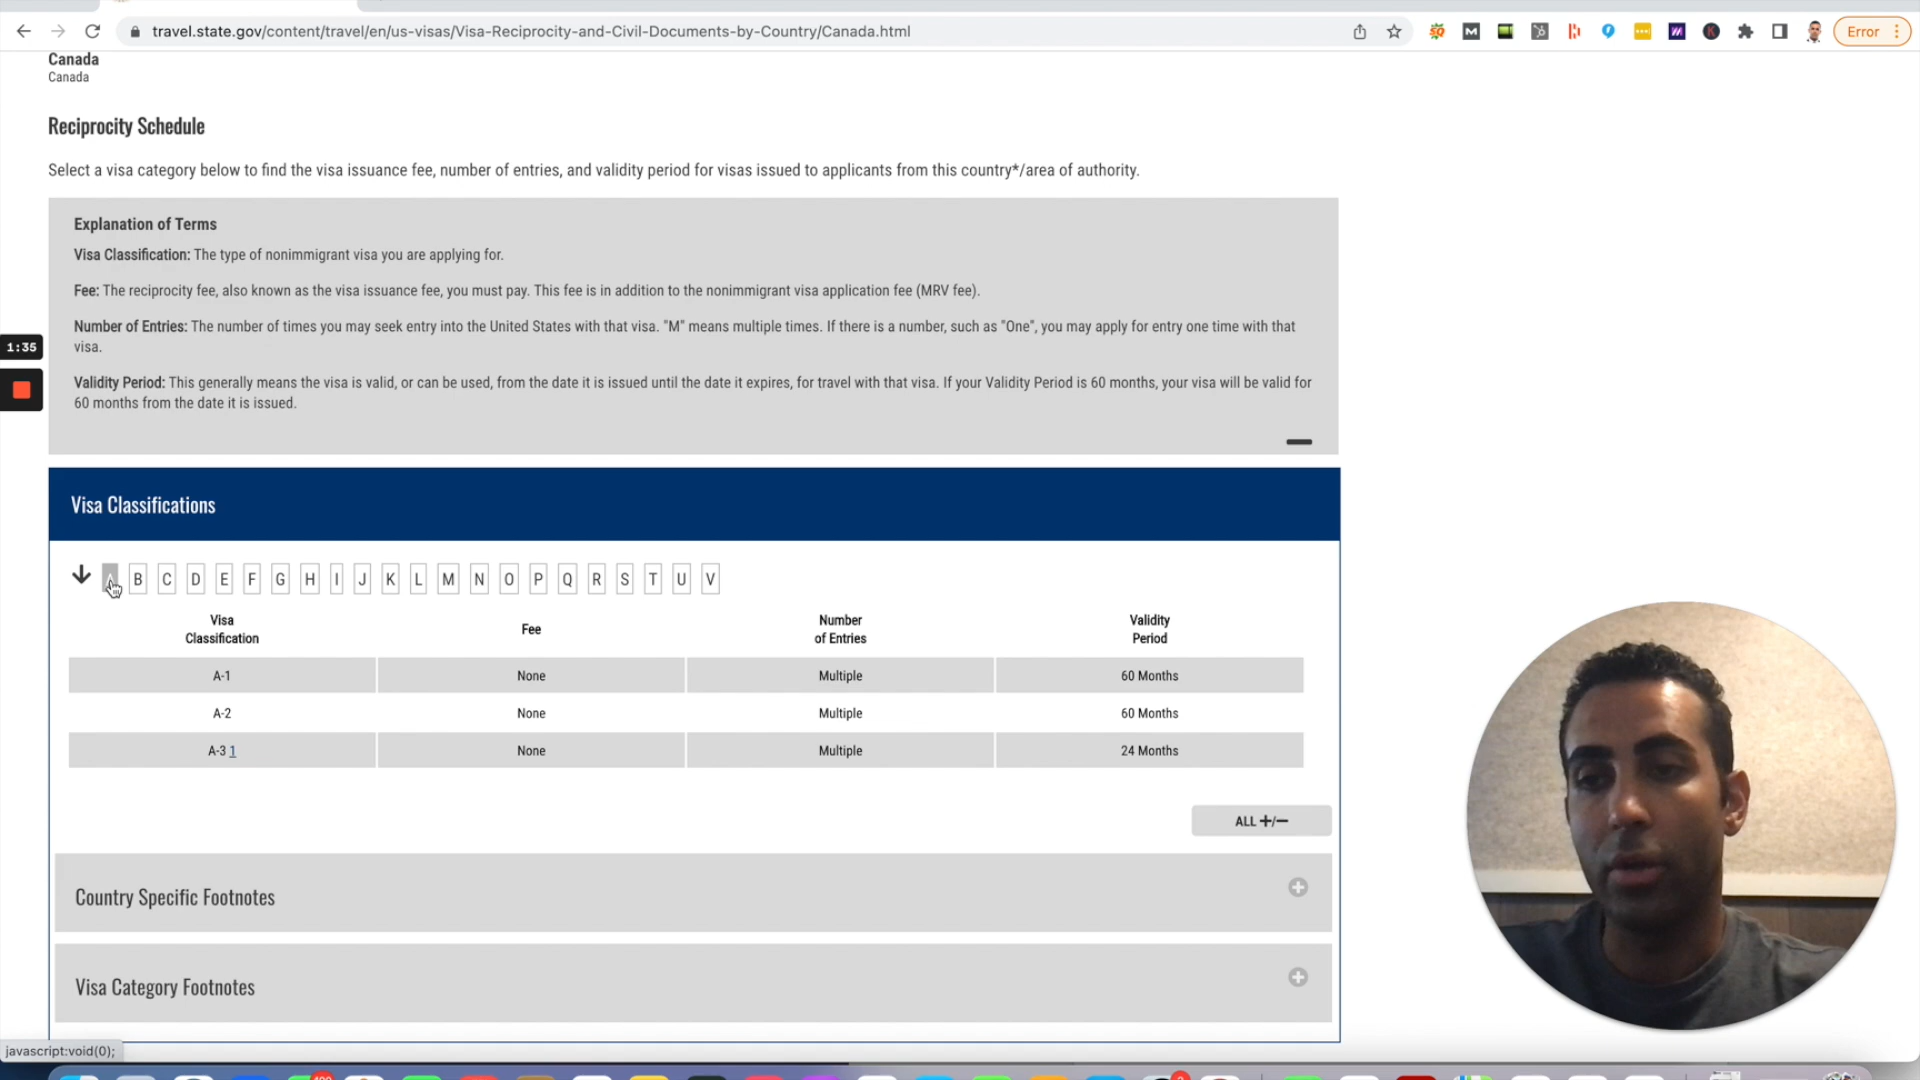 travel.state.gov/content/travel/en/us-visas/Visa-Reciprocity-and-Civil-Documents-by-Country/Canada.html
Error
Canada
Canada
Reciprocity Schedule
Select a visa category below to find the visa issuance fee, number of entries, and validity period for visas issued to applicants from this country*/area of authority.
Explanation of Terms
Visa Classification: The type of nonimmigrant visa you are applying for.
Fee: The reciprocity fee, also known as the visa issuance fee, you must pay. This fee is in addition to the nonimmigrant visa application fee (MRV fee).
Number of Entries: The number of times you may seek entry into the United States with that visa. "M" means multiple times. If there is a number, such as "One", you may apply for entry one time with that
visa.
1:35
Validity Period: This generally means the visa is valid, or can be used, from the date it is issued until the date it expires, for travel with that visa. If your Validity Period is 60 months, your visa will be valid for
60 months from the date it is issued.
Visa Classifications
A B C D E F G H I J K L M N O P Q R S T U V
Visa Classification Fee Number of Entries Validity Period
A-1 None Multiple 60 Months
A-2 None Multiple 60 Months
A-3 1 None Multiple 24 Months
ALL +/−
Country Specific Footnotes
Visa Category Footnotes
javascript:void(0);